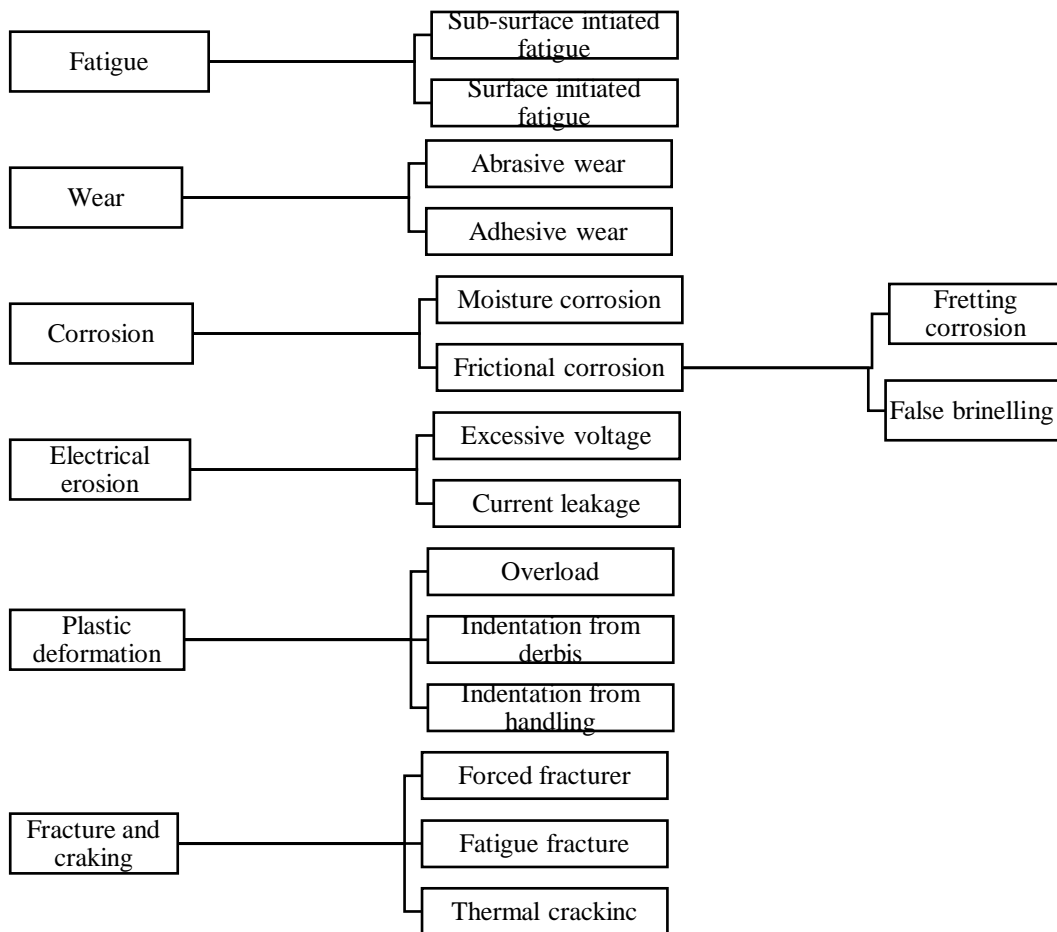 Fatigue
Sub-surface intiated
fatigue
Surface initiated
fatigue
Wear
Abrasive wear
Adhesive wear
Corrosion
Moisture corrosion
Frictional corrosion
Fretting
corrosion
False brinelling
Electrical
erosion
Excessive voltage
Current leakage
Plastic
deformation
Overload
Indentation from
derbis
Indentation from
handling
Fracture and
craking
Forced fracturer
Fatigue fracture
Thermal crackinc